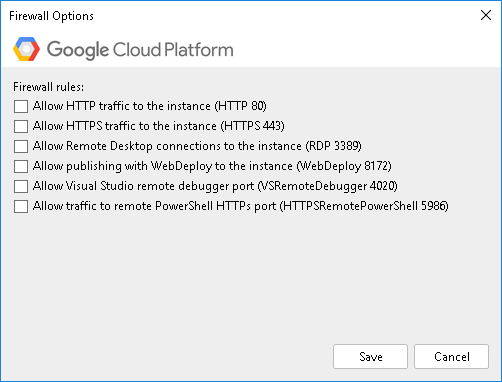 Firewall Options
Google Cloud Platform
Firewall rules:
Allow HTTP traffic to the instance (HTTP 80)
Allow HTTPS traffic to the instance (HTTPS 443)
Allow Remote Desktop connections to the instance (RDP 3389)
Allow publishing with WebDeploy to the instance (WebDeploy 8172)
Allow Visual Studio remote debugger port (VSRemoteDebugger 4020)
Allow traffic to remote PowerShell HTTPs port (HTTPSRemotePowerShell 5986)
Save Cancel